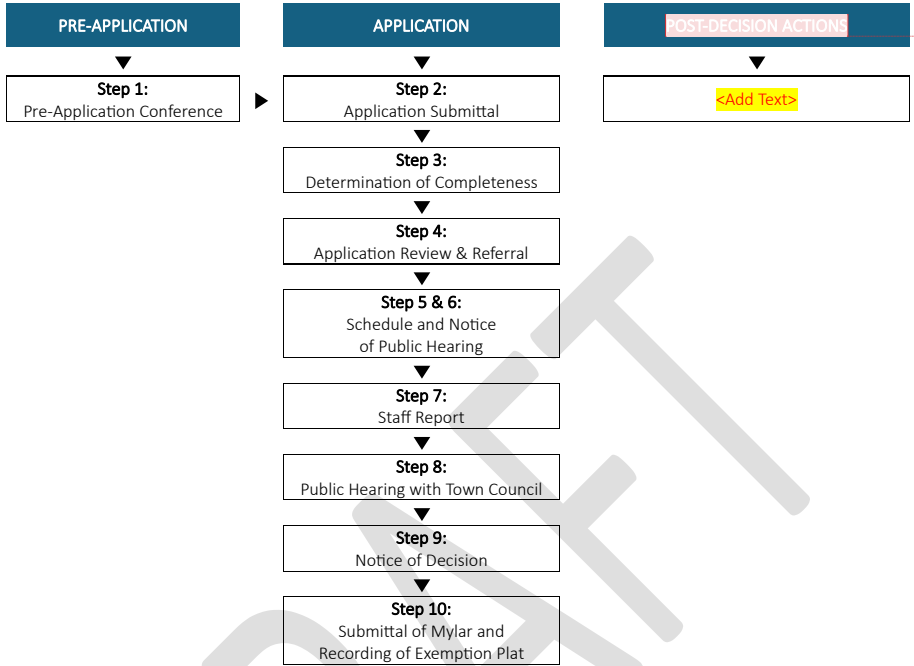 PRE-APPLICATION
Step 1:
Pre-Application Conference
APPLICATION
Step 2:
Application Submittal
Step 3:
Determination of Completeness
Step 4:
Application Review & Referral
Step 5 & 6:
Schedule and Notice
of Public Hearing
Step 7:
Staff Report
Step 8:
Public Hearing with Town Council
Step 9:
Notice of Decision
Step 10:
Submittal of Mylar and
Recording of Exemption Plat
POST-DECISION ACTIONS
<Add Text>
DRAFT